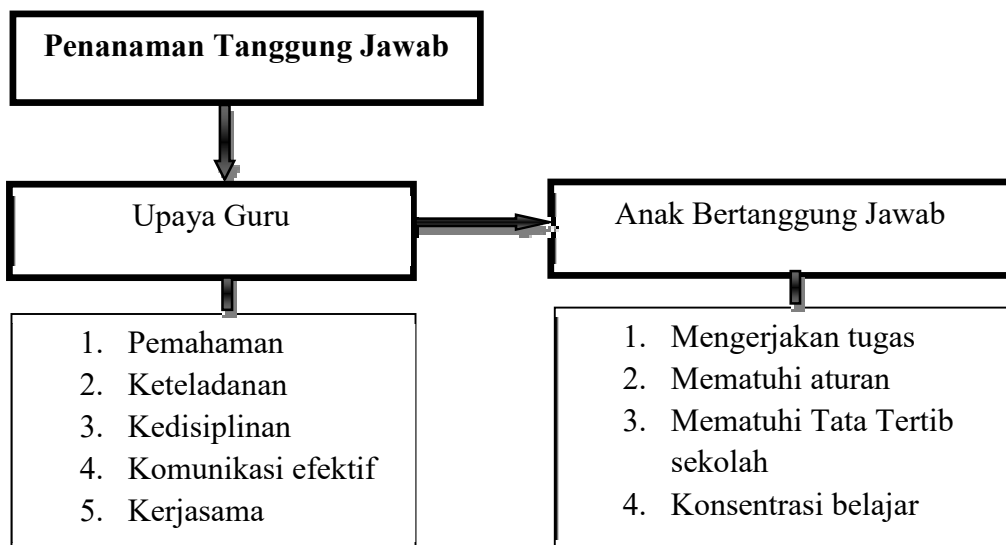 Penanaman Tanggung Jawab
Upaya Guru
Anak Bertanggung Jawab
1. Pemahaman
2. Keteladanan
3. Kedisiplinan
4. Komunikasi efektif
5. Kerjasama
1. Mengerjakan tugas
2. Mematuhi aturan
3. Mematuhi Tata Tertib
sekolah
4. Konsentrasi belajar